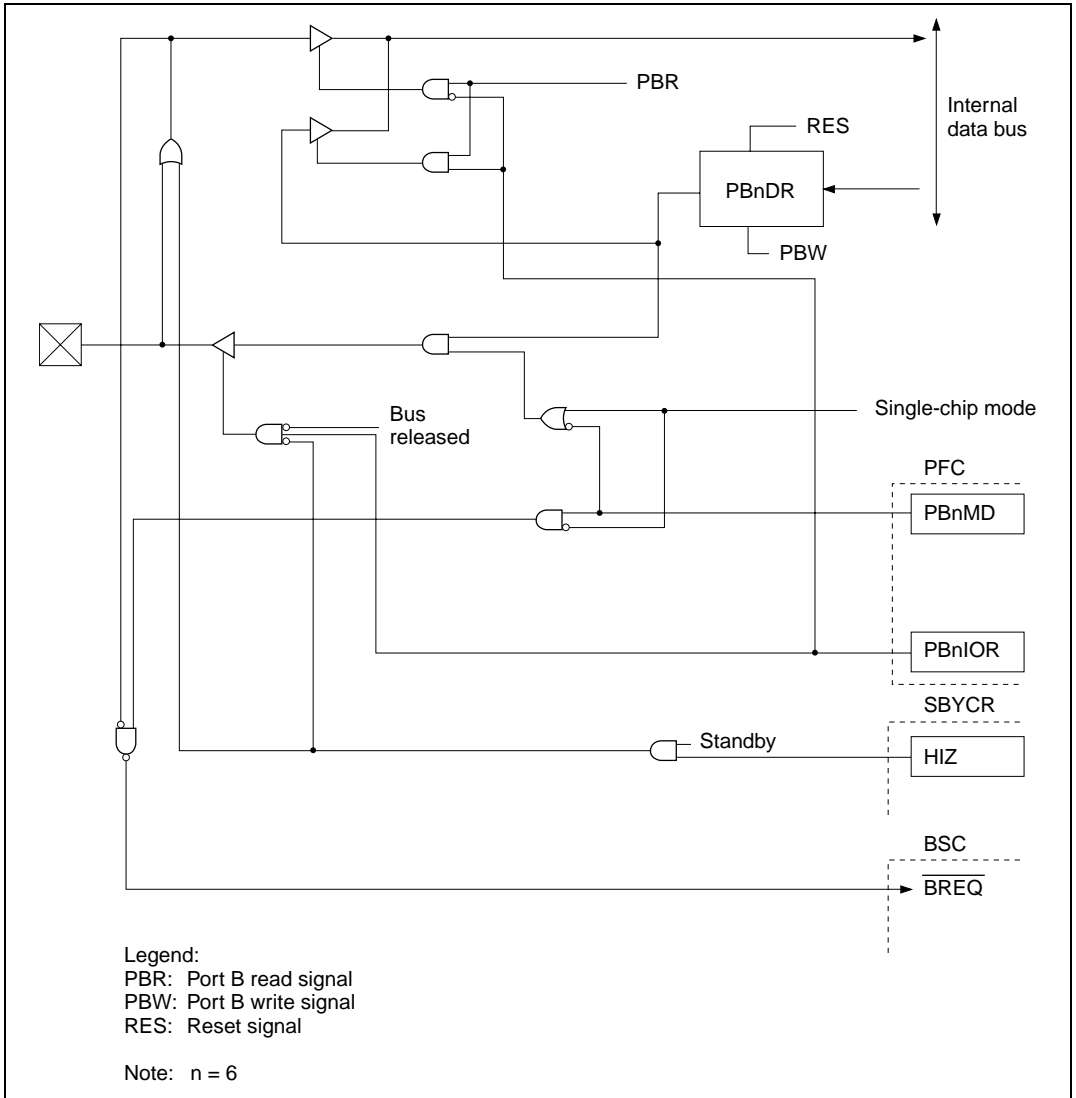 PBR
Internal
data bus
RES
PBnDR
PBW
Bus
released
Single-chip mode
PFC
PBnMD
PBnIOR
SBYCR
Standby
HIZ
BSC
BREQ
Legend:
PBR: Port B read signal
PBW: Port B write signal
RES: Reset signal
Note: n = 6